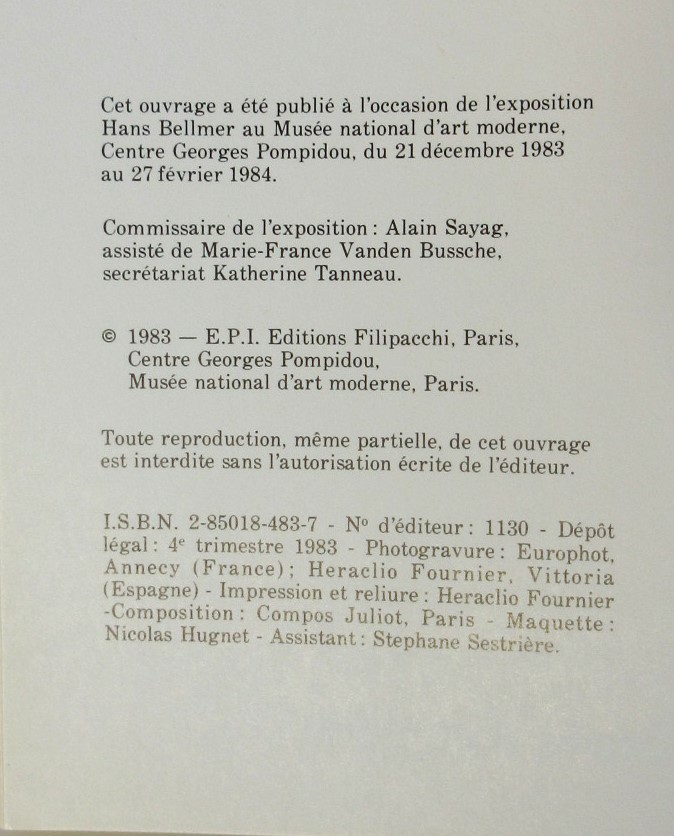 Cet ouvrage a été publié à l'occasion de l'exposition
Hans Bellmer au Musée national d'art moderne,
Centre Georges Pompidou, du 21 décembre 1983
au 27 février 1984.
Commissaire de l'exposition : Alain Sayag,
assisté de Marie-France Vanden Bussche,
secrétariat Katherine Tanneau.
© 1983 — E.P.I. Editions Filipacchi, Paris,
Centre Georges Pompidou,
Musée national d'art moderne, Paris.
Toute reproduction, même partielle, de cet ouvrage
est interdite sans l'autorisation écrite de l'éditeur.
I.S.B.N. 2-85018-483-7 - Nº d'éditeur : 1130 - Dépôt
légal : 4e trimestre 1983 - Photogravure : Europhot,
Annecy (France) ; Heraclio Fournier, Vittoria
(Espagne) - Impression et reliure : Heraclio Fournier
-Composition : Compos Juliot, Paris - Maquette :
Nicolas Hugnet - Assistant : Stephane Sestrière.